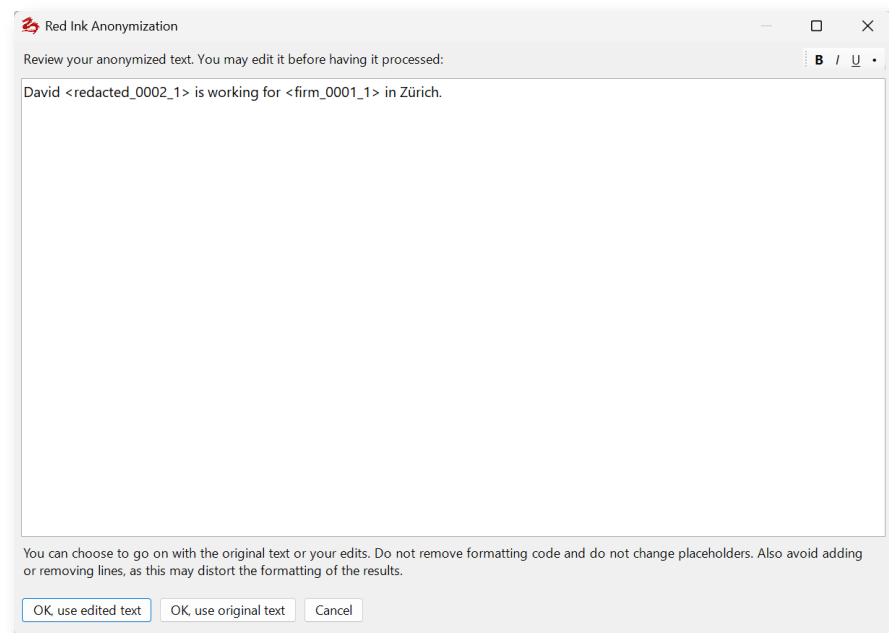 Red Ink Anonymization
Review your anonymized text. You may edit it before having it processed:
B I U •
David <redacted_0002_1> is working for <firm_0001_1> in Zürich.
You can choose to go on with the original text or your edits. Do not remove formatting code and do not change placeholders. Also avoid adding
or removing lines, as this may distort the formatting of the results.
OK, use edited text OK, use original text Cancel